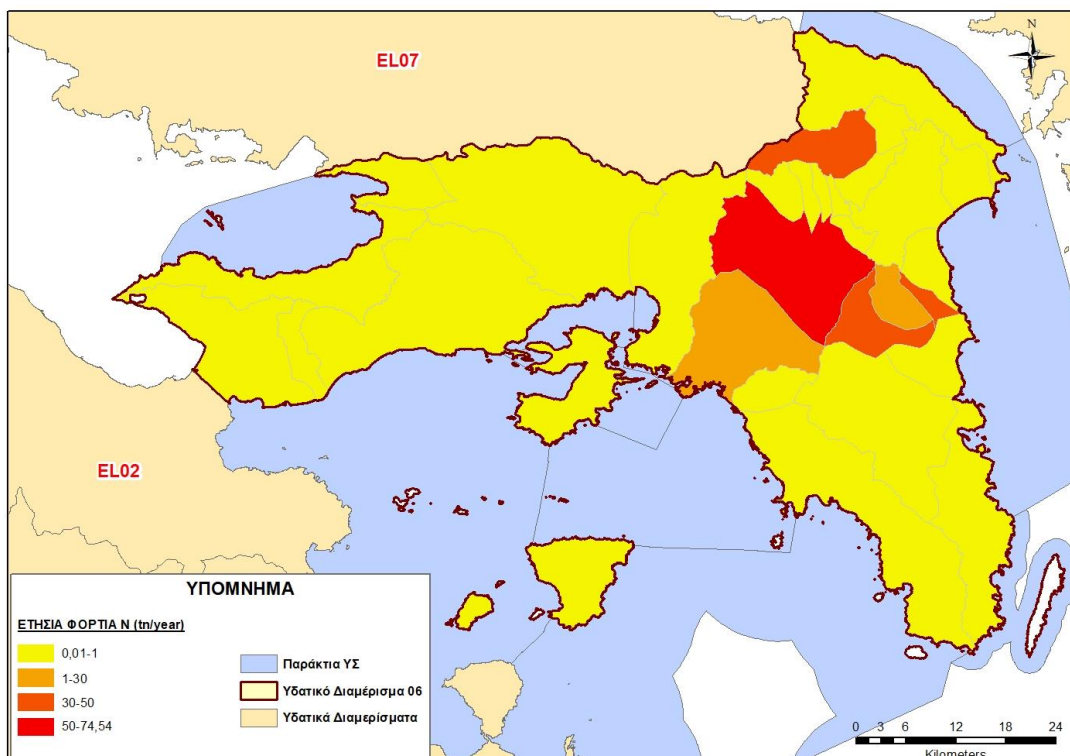 EL07
N
EL02
ΥΠΟΜΝΗΜΑ
ΕΤΗΣΙΑ ΦΟΡΤΙΑ Ν (tn/year)
0,01-1
1-30
30-50
50-74,54
Παράκτια ΥΣ
Υδατικό Διαμέρισμα 06
Υδατικά Διαμερίσματα
0 3 6 12 18 24
Kilometers